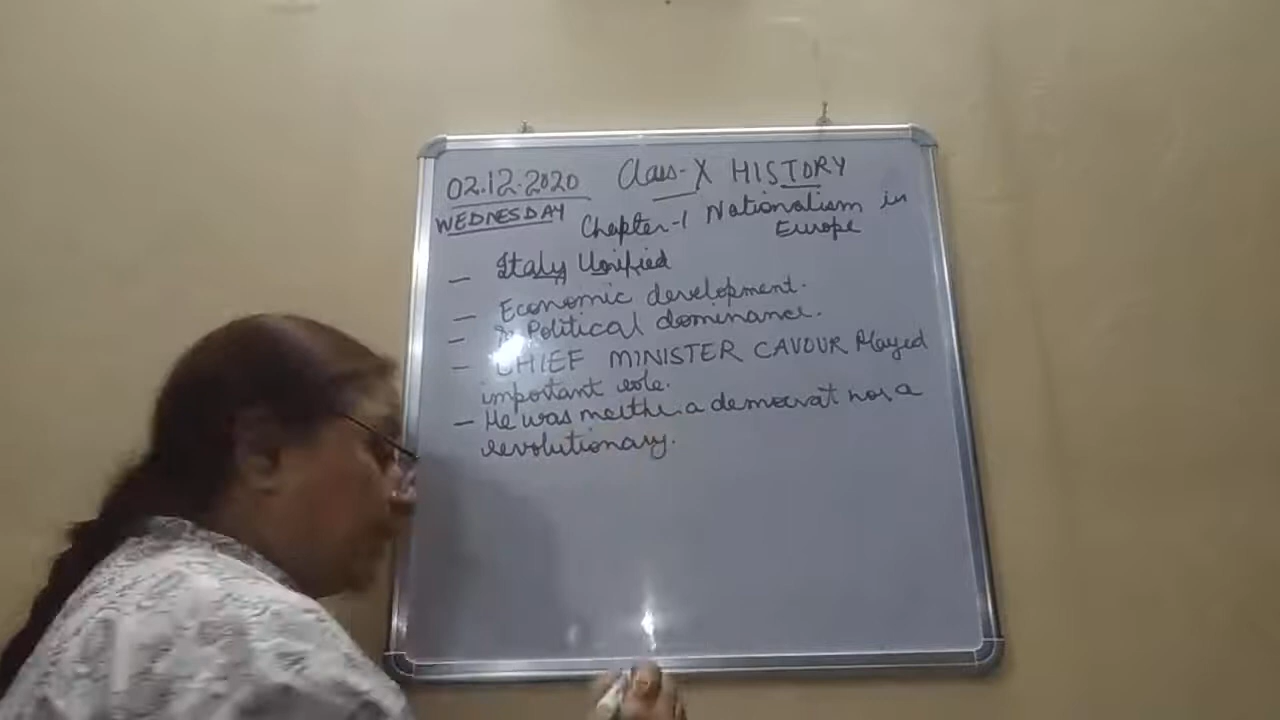 02.12.2020 Class-X HISTORY
WEDNESDAY Chapter-1 Nationalism in
Europe
— Italy Unified
— Economic development.
— Political dominance.
— CHIEF MINISTER CAVOUR Played
important role.
— He was a democrat nor a
revolutionary.